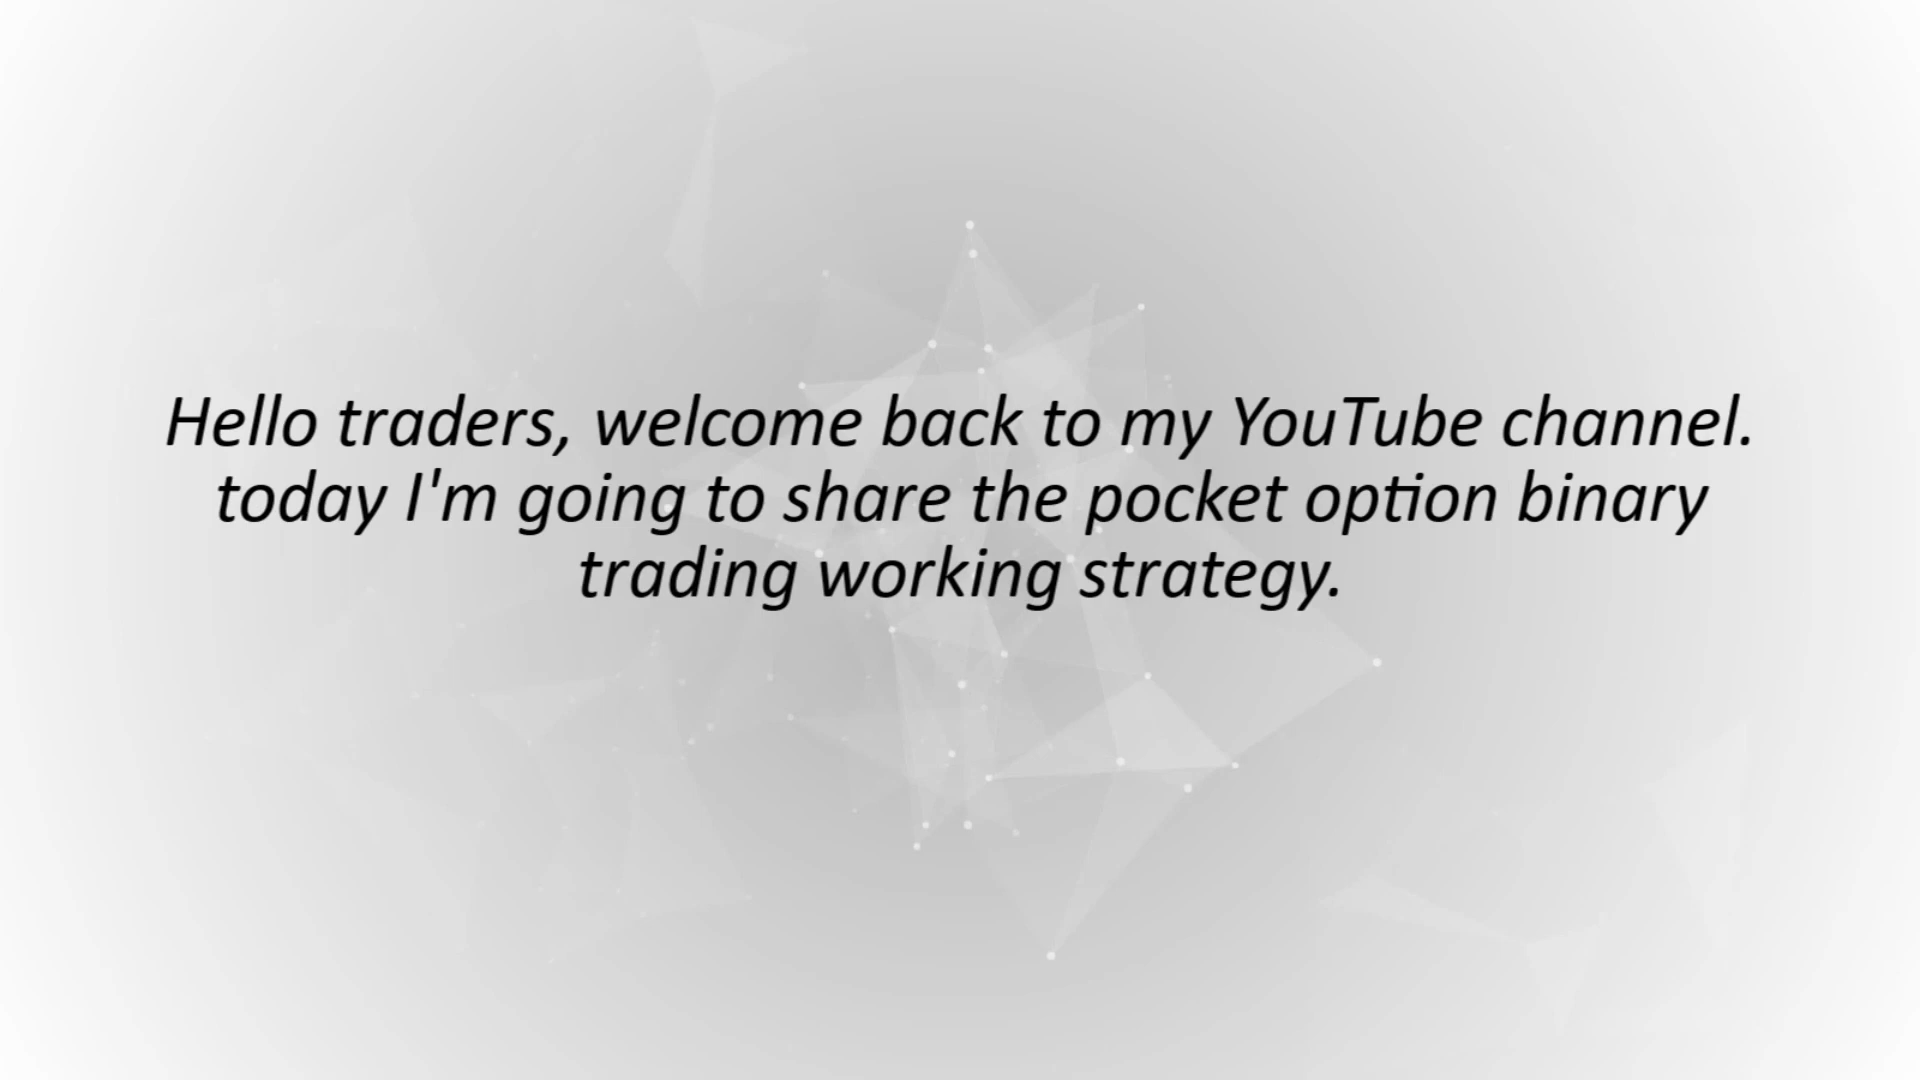 Hello traders, welcome back to my YouTube channel.
today I'm going to share the pocket option binary
trading working strategy.